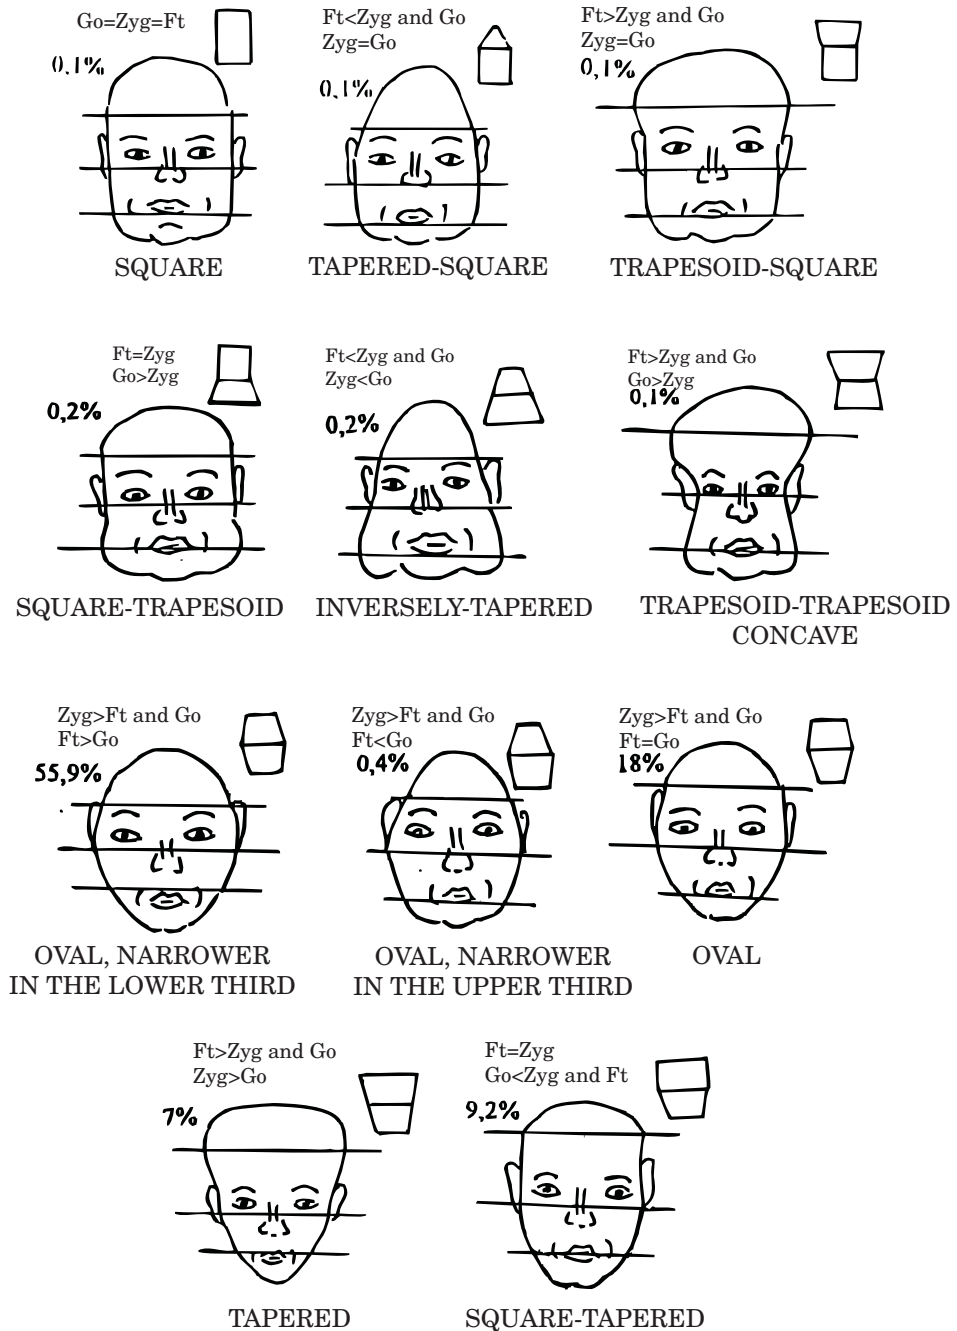 Go=Zyg=Ft
0,1%
SQUARE
Ft<Zyg and Go
Zyg=Go
0,1%
TAPERED-SQUARE
Ft>Zyg and Go
Zyg=Go
0,1%
TRAPESOID-SQUARE
Ft=Zyg
Go>Zyg
0,2%
SQUARE-TRAPESOID
Ft<Zyg and Go
Zyg<Go
0,2%
INVERSELY-TAPERED
Ft>Zyg and Go
Go>Zyg
0,1%
TRAPESOID-TRAPESOID
CONCAVE
Zyg>Ft and Go
Ft>Go
55,9%
OVAL, NARROWER
IN THE LOWER THIRD
Zyg>Ft and Go
Ft<Go
0,4%
OVAL, NARROWER
IN THE UPPER THIRD
Zyg>Ft and Go
Ft=Go
18%
OVAL
Ft>Zyg and Go
Zyg>Go
7%
TAPERED
Ft=Zyg
Go<Zyg and Ft
9,2%
SQUARE-TAPERED